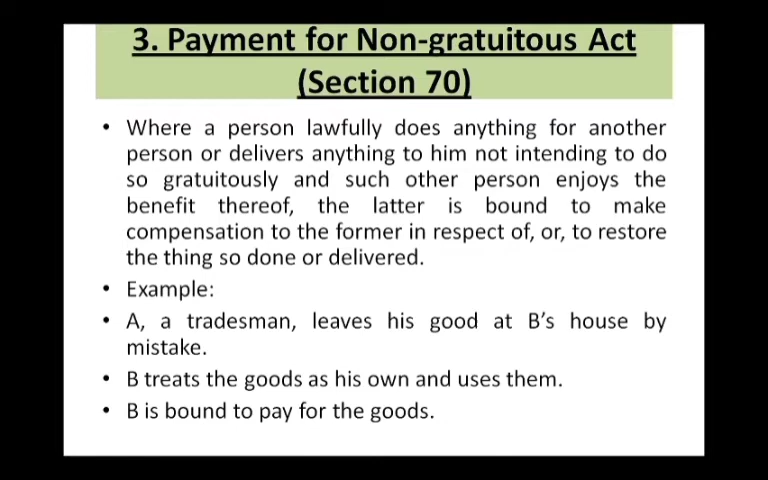 3. Payment for Non-gratuitous Act
(Section 70)
• Where a person lawfully does anything for another
person or delivers anything to him not intending to do
so gratuitously and such other person enjoys the
benefit thereof, the latter is bound to make
compensation to the former in respect of, or, to restore
the thing so done or delivered.
• Example:
• A, a tradesman, leaves his good at B's house by
mistake.
• B treats the goods as his own and uses them.
• B is bound to pay for the goods.